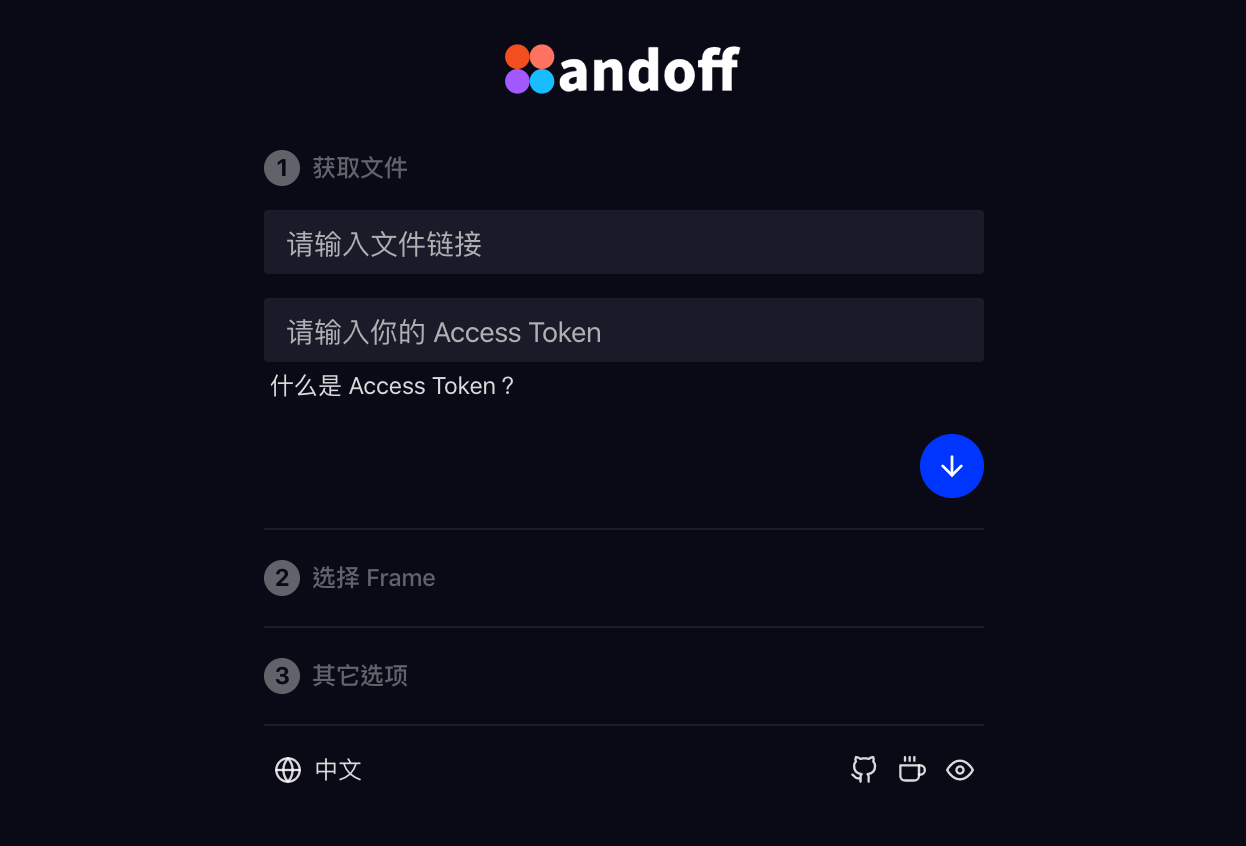 andoff
1 获取文件
请输入文件链接
请输入你的 Access Token
什么是 Access Token？
2 选择 Frame
3 其它选项
中文